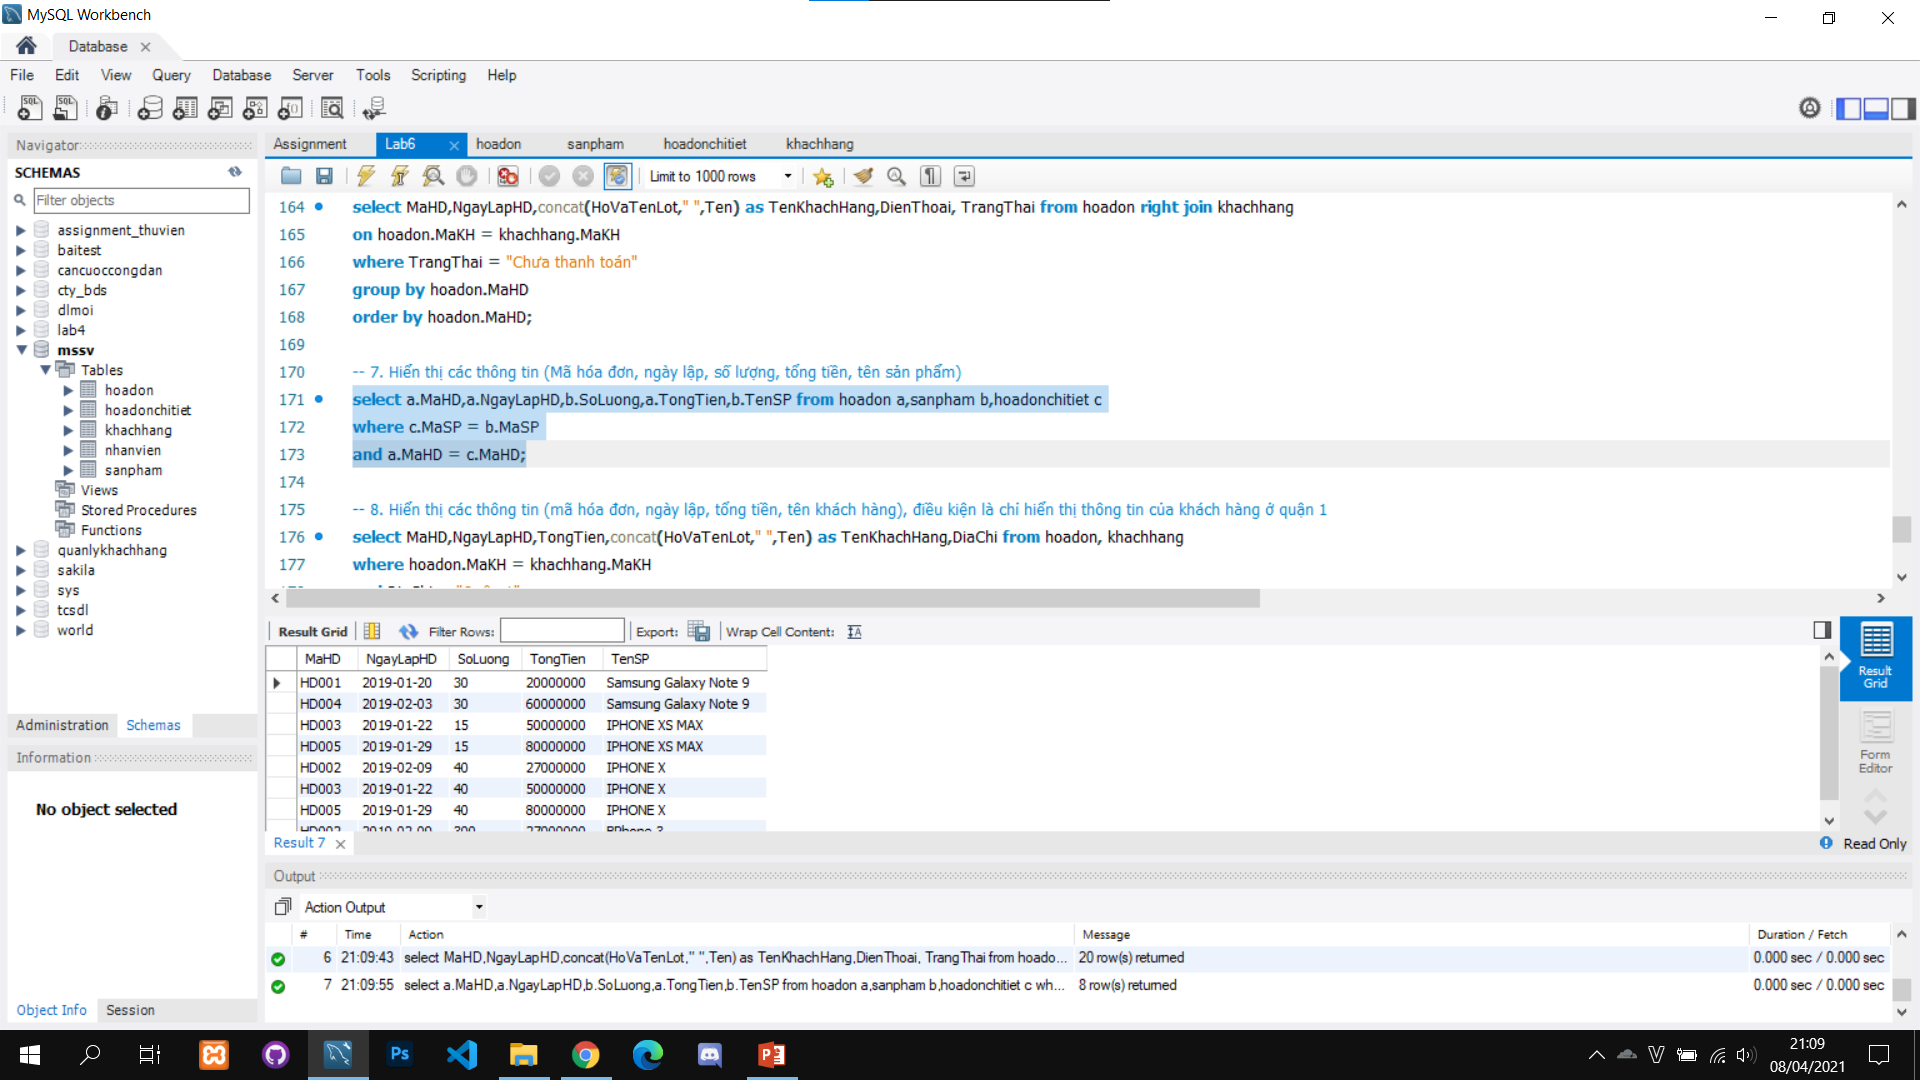 MySQL Workbench
Database
File Edit View Query Database Server Tools Scripting Help
Navigator
SCHEMAS
Filter objects
assignment_thuvien
baitest
cancuoccongdan
cty_bds
dlmoi
lab4
mssv
Tables
hoadon
hoadonchitiet
khachhang
nhanvien
sanpham
Views
Stored Procedures
Functions
quanlykhachhang
sakila
sys
tcsdl
world
Administration Schemas
Information
No object selected
Object Info Session
Assignment Lab6 hoadon sanpham hoadonchitiet khachhang
Limit to 1000 rows
164 select MaHD,NgayLapHD,concat(HoVaTenLot," ",Ten) as TenKhachHang,DienThoai, TrangThai from hoadon right join khachhang
165 on hoadon.MaKH = khachhang.MaKH
166 where TrangThai = "Chưa thanh toán"
167 group by hoadon.MaHD
168 order by hoadon.MaHD;
169
170 -- 7. Hiển thị các thông tin (Mã hóa đơn, ngày lập, số lượng, tổng tiền, tên sản phẩm)
171 select a.MaHD,a.NgayLapHD,b.SoLuong,a.TongTien,b.TenSP from hoadon a,sanpham b,hoadonchitiet c
172 where c.MaSP = b.MaSP
173 and a.MaHD = c.MaHD;
174
175 -- 8. Hiển thị các thông tin (mã hóa đơn, ngày lập, tổng tiền, tên khách hàng), điều kiện là chỉ hiển thị thông tin của khách hàng ở quận 1
176 select MaHD,NgayLapHD,TongTien,concat(HoVaTenLot," ",Ten) as TenKhachHang,DiaChi from hoadon, khachhang
177 where hoadon.MaKH = khachhang.MaKH
Result Grid Filter Rows: Export: Wrap Cell Content:
MaHD NgayLapHD SoLuong TongTien TenSP
HD001 2019-01-20 30 20000000 Samsung Galaxy Note 9
HD004 2019-02-03 30 60000000 Samsung Galaxy Note 9
HD003 2019-01-22 15 50000000 IPHONE XS MAX
HD005 2019-01-29 15 80000000 IPHONE XS MAX
HD002 2019-02-09 40 27000000 IPHONE X
HD003 2019-01-22 40 50000000 IPHONE X
HD005 2019-01-29 40 80000000 IPHONE X
HD002 2019-02-09 300 27000000 BPhone 3
Result Grid
Form Editor
Result 7
Read Only
Output
Action Output
# Time Action Message Duration / Fetch
6 21:09:43 select MaHD,NgayLapHD,concat(HoVaTenLot," ",Ten) as TenKhachHang,DienThoai, TrangThai from hoado... 20 row(s) returned 0.000 sec / 0.000 sec
7 21:09:55 select a.MaHD,a.NgayLapHD,b.SoLuong,a.TongTien,b.TenSP from hoadon a,sanpham b,hoadonchitiet c wh... 8 row(s) returned 0.000 sec / 0.000 sec
21:09
08/04/2021